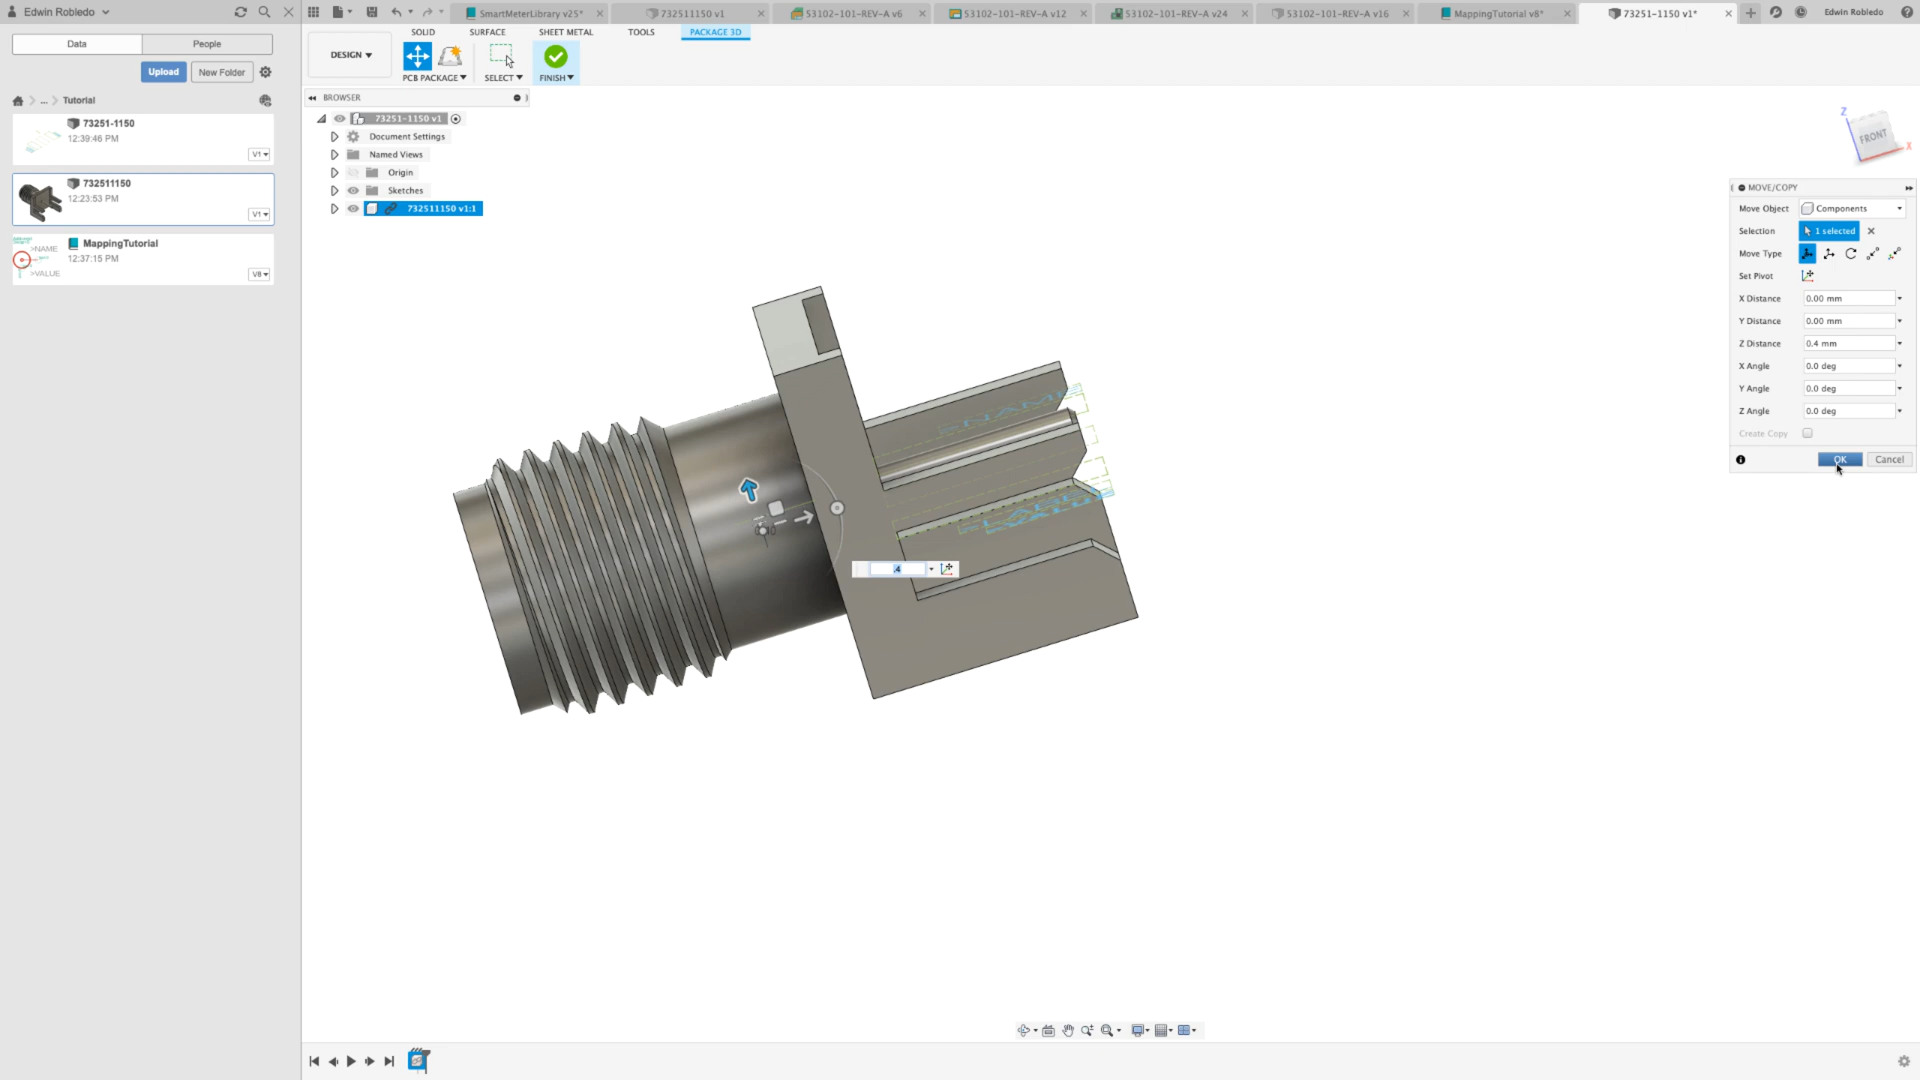 Edwin Robledo
SmartMeterLibrary v25*
732511150 v1
53102-101-REV-A v6
53102-101-REV-A v12
53102-101-REV-A v24
53102-101-REV-A v16
MappingTutorial v8*
73251-1150 v1*
Edwin Robledo
Data
People
SOLID
SURFACE
SHEET METAL
TOOLS
PACKAGE 3D
DESIGN
PCB PACKAGE
SELECT
FINISH
Upload
New Folder
... Tutorial
73251-1150
12:39:46 PM
V1
732511150
12:23:53 PM
V1
MappingTutorial
12:37:15 PM
V8
>NAME
>VALUE
BROWSER
73251-1150 v1
Document Settings
Named Views
Origin
Sketches
732511150 v1:1
Z
FRONT
X
MOVE/COPY
Move Object
Components
Selection
1 selected
Move Type
Set Pivot
X Distance
0.00 mm
Y Distance
0.00 mm
Z Distance
0.4 mm
X Angle
0.0 deg
Y Angle
0.0 deg
Z Angle
0.0 deg
Create Copy
OK
Cancel
.4